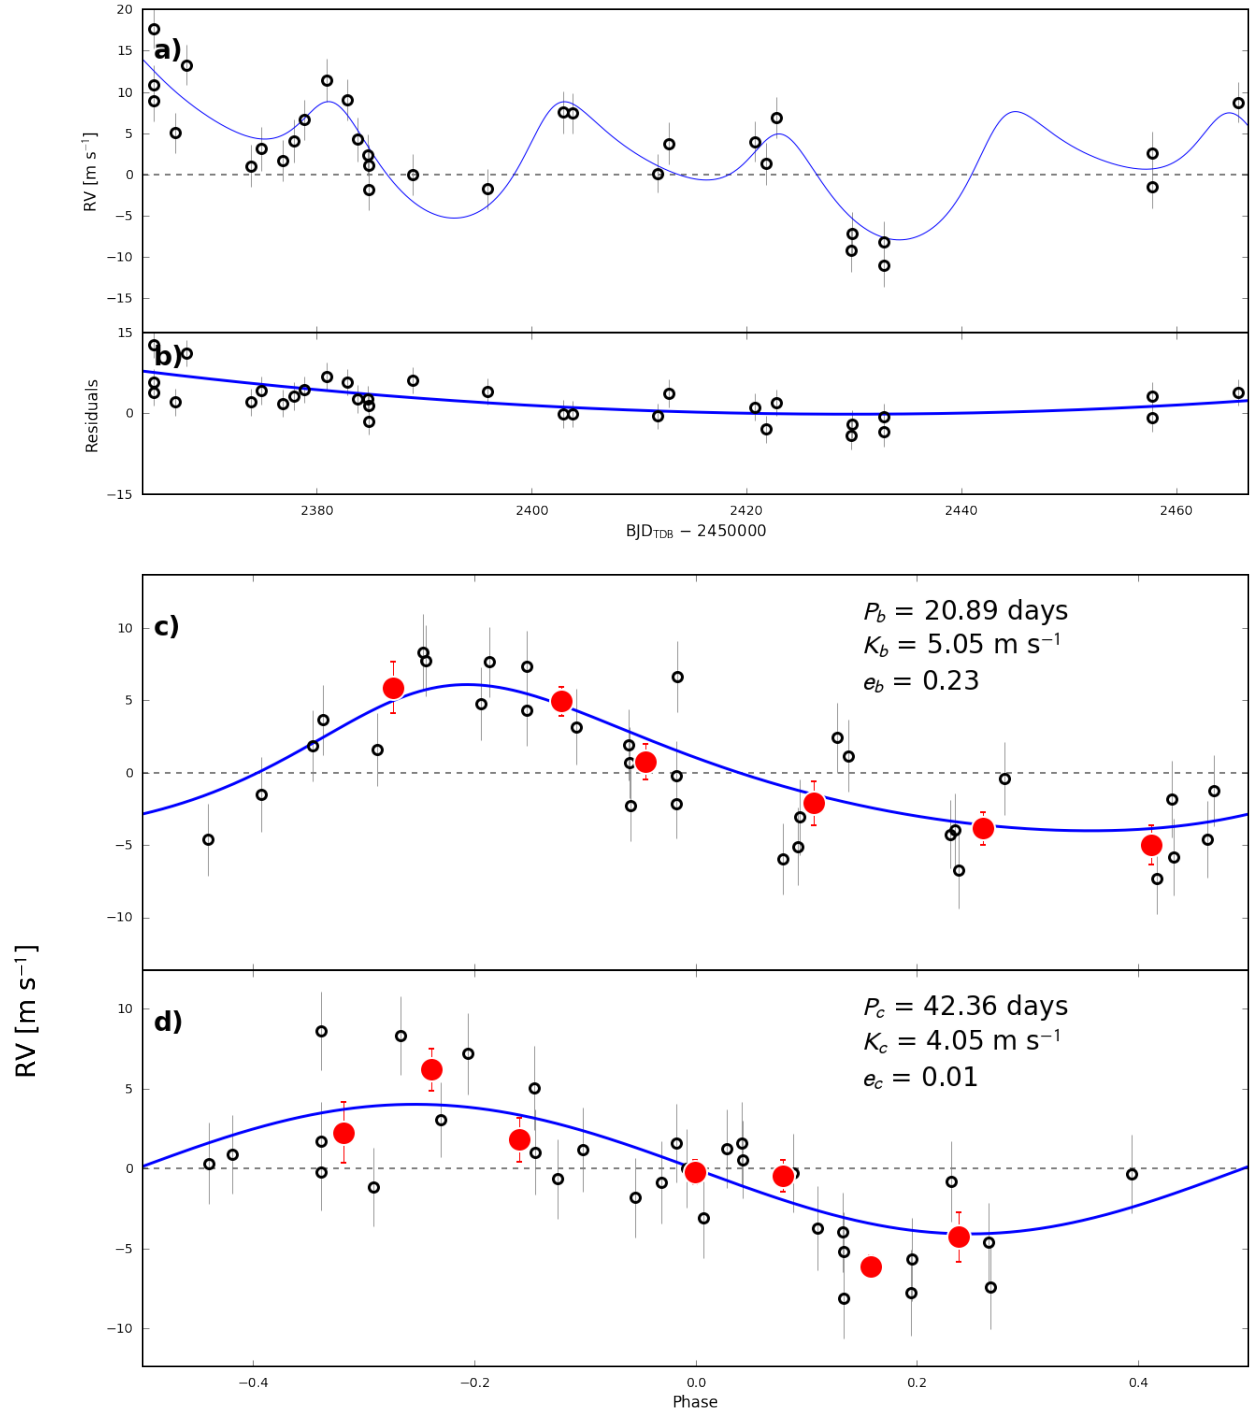 20
15
10
5
0
−5
−10
−15
RV [m s⁻¹]
a)
15
0
−15
Residuals
b)
2380 2400 2420 2440 2460
BJD_TDB − 2450000
RV [m s⁻¹]
c)
P_b = 20.89 days
K_b = 5.05 m s⁻¹
e_b = 0.23
10
5
0
−5
−10
d)
P_c = 42.36 days
K_c = 4.05 m s⁻¹
e_c = 0.01
10
5
0
−5
−10
−0.4 −0.2 0.0 0.2 0.4
Phase